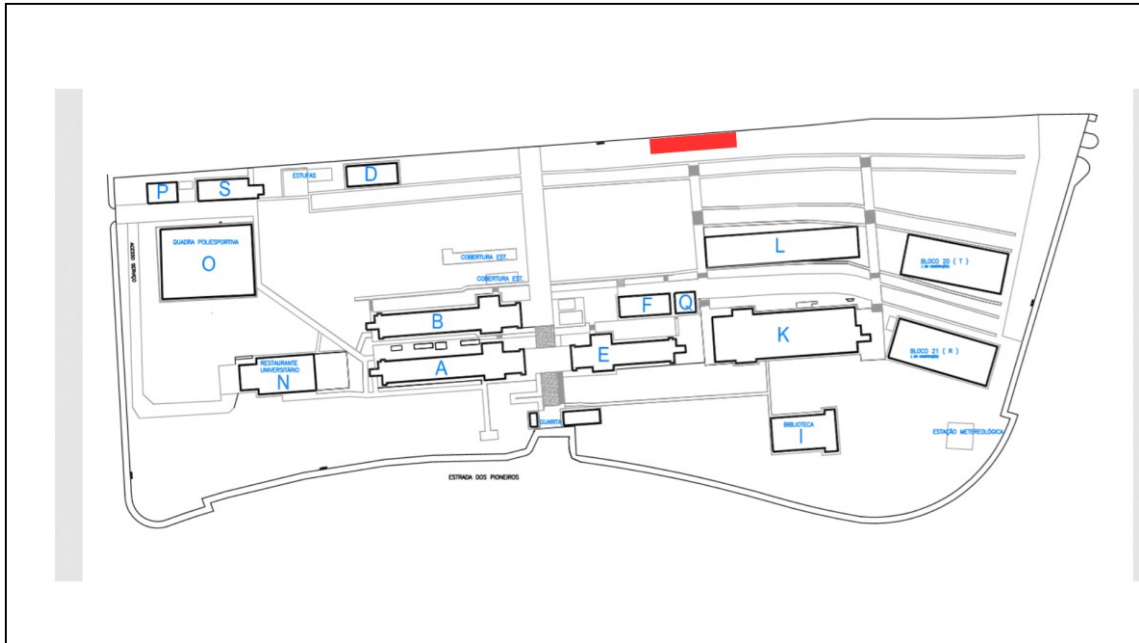 P
S
ESTUFAS
D
ACESSO SERVIÇO
QUADRA POLIESPORTIVA
O
COBERTURA EST.
COBERTURA EST.
L
BLOCO 20 ( T )
F
Q
B
E
K
BLOCO 21 ( R )
A
RESTAURANTE
UNIVERSITÁRIO
N
GUARITA
BIBLIOTECA
I
ESTAÇÃO METEREOLÓGICA
ESTRADA DOS PIONEIROS